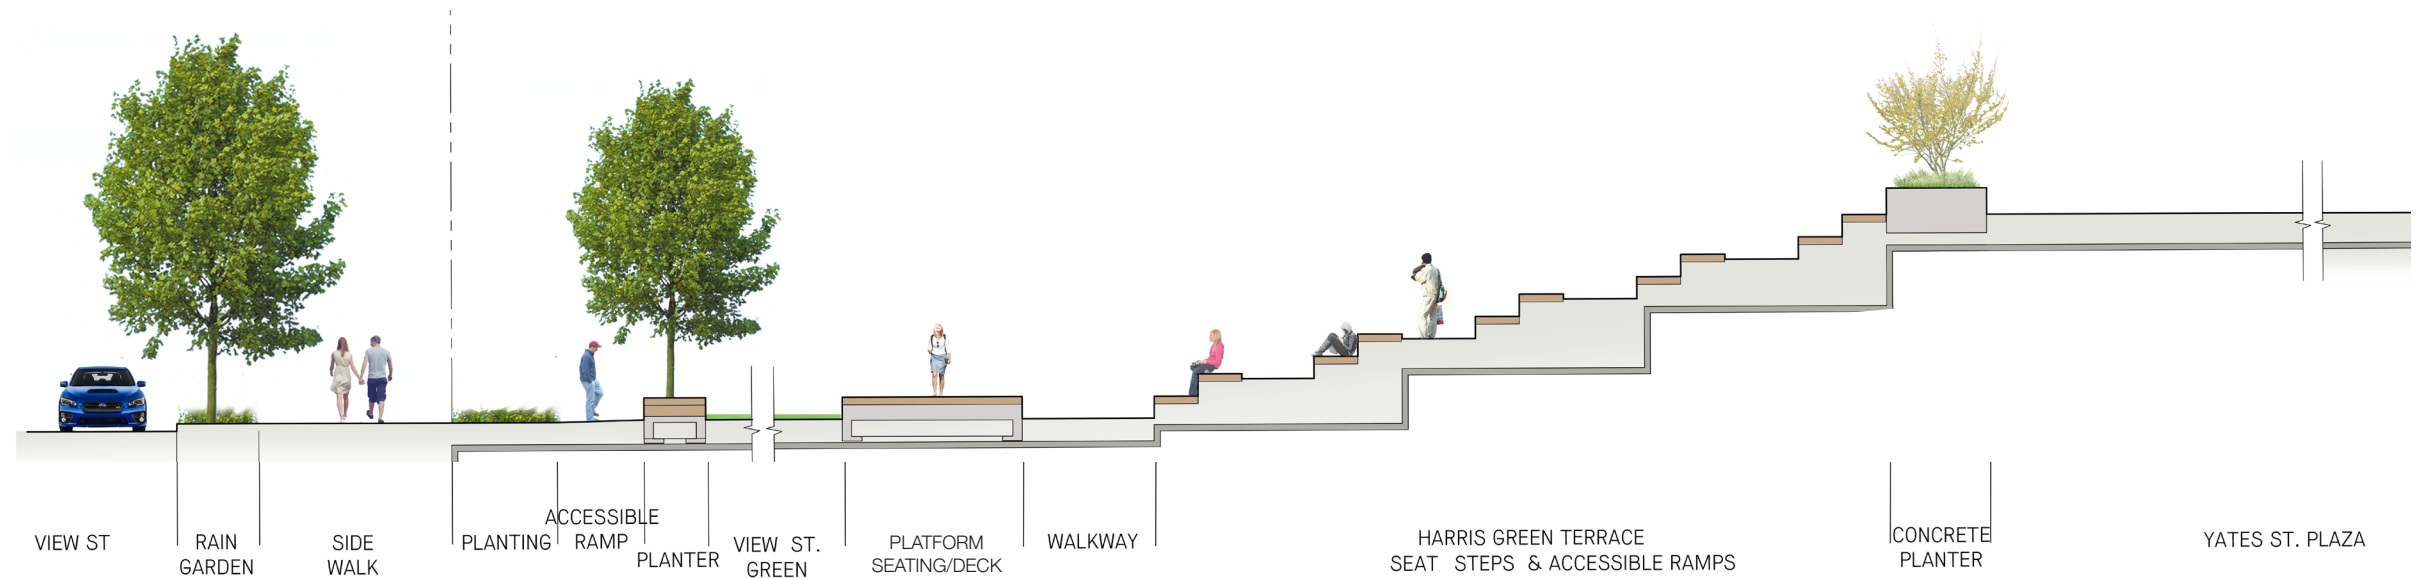 VIEW ST
RAIN
GARDEN
SIDE
WALK
PLANTING
ACCESSIBLE
RAMP
PLANTER
VIEW ST.
GREEN
PLATFORM
SEATING/DECK
WALKWAY
HARRIS GREEN TERRACE
SEAT STEPS & ACCESSIBLE RAMPS
CONCRETE
PLANTER
YATES ST. PLAZA